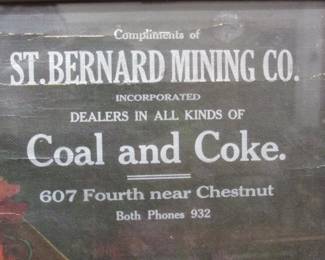 Compliments of
ST. BERNARD MINING CO.
INCORPORATED
DEALERS IN ALL KINDS OF
Coal and Coke.
607 Fourth near Chestnut
Both Phones 932